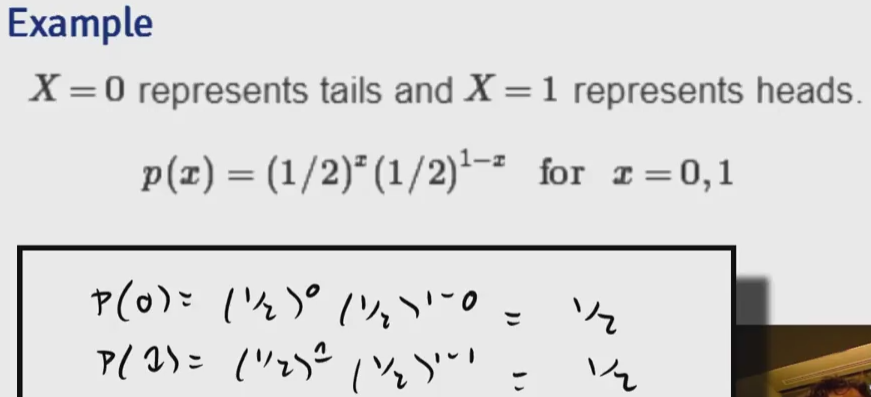 Example
X = 0 represents tails and X = 1 represents heads.
p(x) = (1/2)^x (1/2)^{1−x} for x = 0, 1
P(0) = (1/2)^0 (1/2)^{1-0} = 1/2
P(1) = (1/2)^1 (1/2)^{1-1} = 1/2